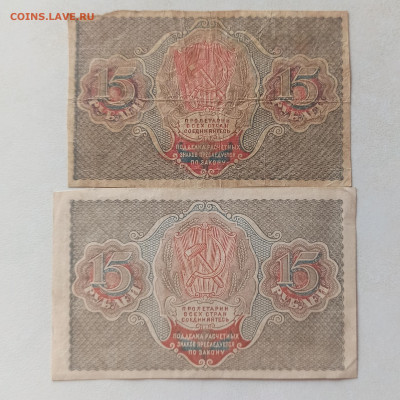 COINS.LAVE.RU
15
15
РУБЛЕЙ
РУБЛЕЙ
ПРОЛЕТАРИИ
ВСЕХ СТРАН
СОЕДИНЯЙТЕСЬ
ПОДДЕЛКА РАСЧЕТНЫХ
ЗНАКОВ ПРЕСЛЕДУЕТСЯ
ПО ЗАКОНУ
15
15
РУБЛЕЙ
РУБЛЕЙ
ПРОЛЕТАРИИ
ВСЕХ СТРАН
СОЕДИНЯЙТЕСЬ
ПОДДЕЛКА РАСЧЕТНЫХ
ЗНАКОВ ПРЕСЛЕДУЕТСЯ
ПО ЗАКОНУ